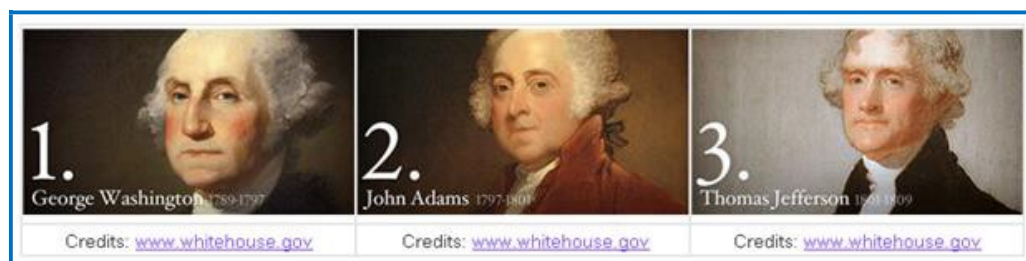 1.
George Washington 1789-1797
2.
John Adams 1797-1801
3.
Thomas Jefferson 1801-1809
Credits: www.whitehouse.gov
Credits: www.whitehouse.gov
Credits: www.whitehouse.gov